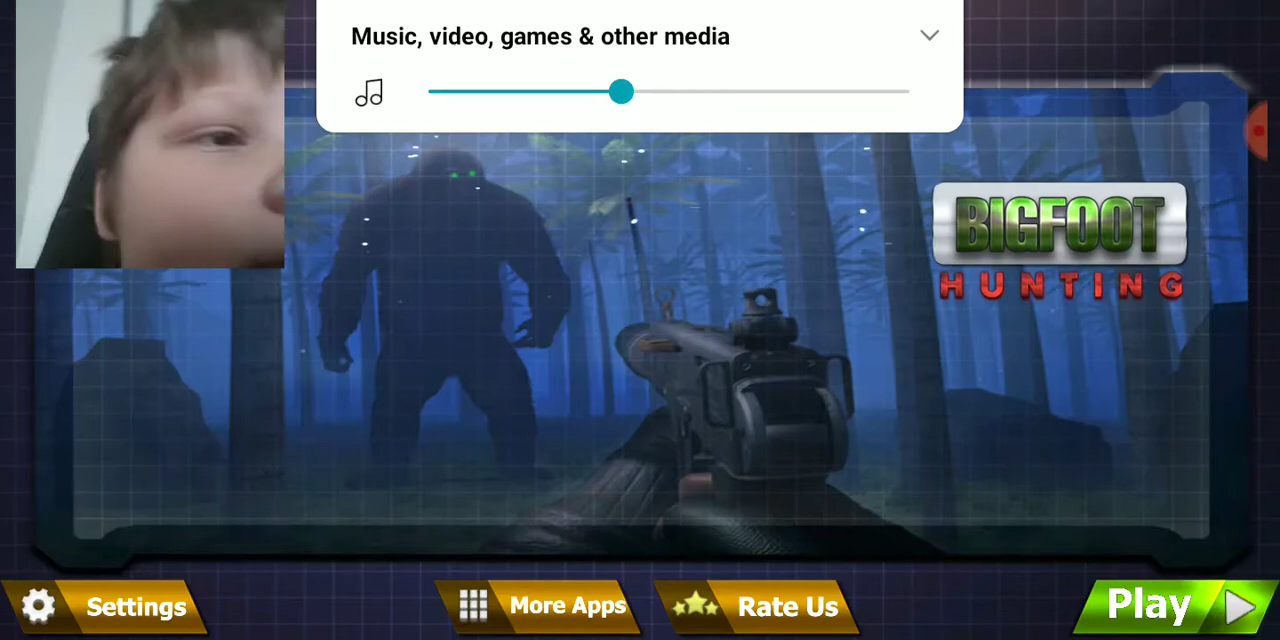 Music, video, games & other media
BIGFOOT
HUNTING
Settings
More Apps
Rate Us
Play